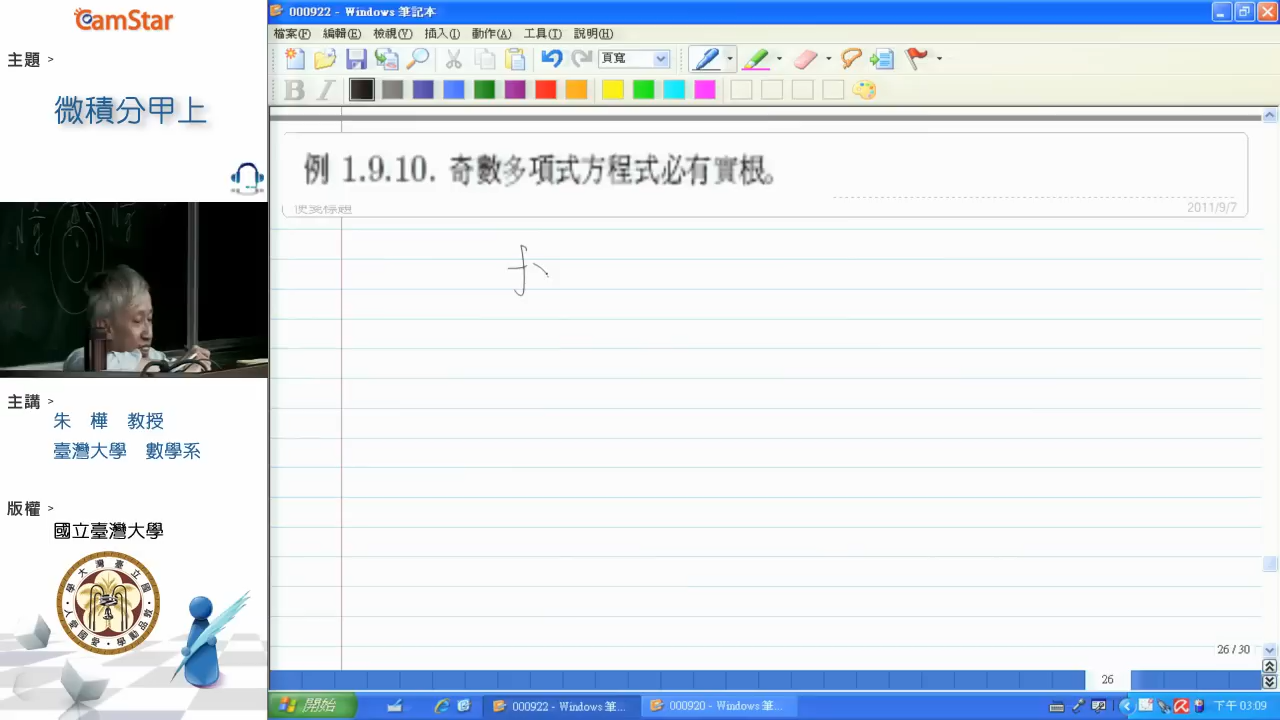 CamStar
主題 >
微積分甲上
主講 >
朱 樺 教授
臺灣大學 數學系
版權 >
國立臺灣大學
000922 - Windows 筆記本
檔案(F) 編輯(E) 檢視(V) 插入(I) 動作(A) 工具(T) 說明(H)
頁寬
B I
例 1.9.10. 奇數多項式方程式必有實根。
便箋標題
2011/9/7
f
26 / 30
26
開始
000922 - Windows 筆...
000920 - Windows 筆...
下午 03:09